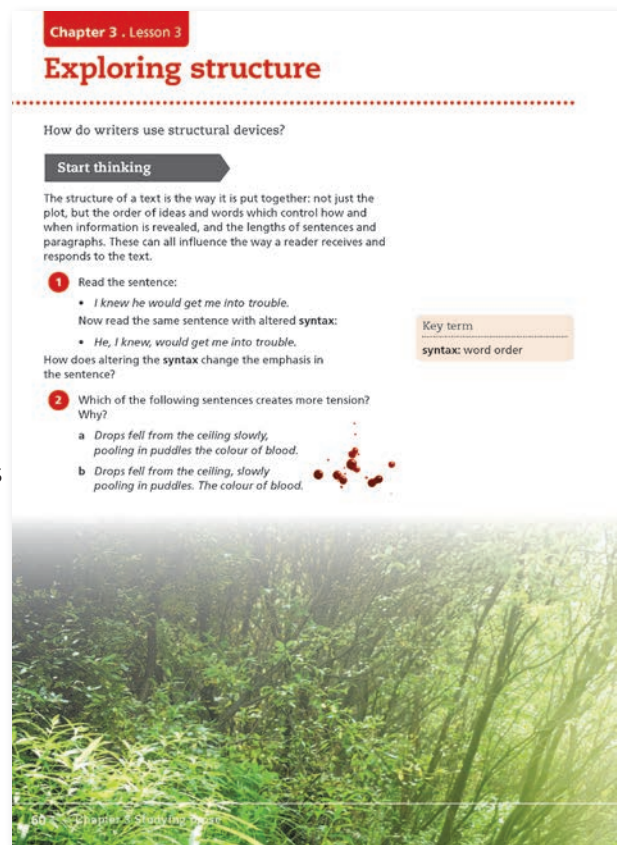 Chapter 3 . Lesson 3
Exploring structure
How do writers use structural devices?
Start thinking
The structure of a text is the way it is put together: not just the
plot, but the order of ideas and words which control how and
when information is revealed, and the lengths of sentences and
paragraphs. These can all influence the way a reader receives and
responds to the text.
1 Read the sentence:
• I knew he would get me into trouble.
Now read the same sentence with altered syntax:
• He, I knew, would get me into trouble.
How does altering the syntax change the emphasis in
the sentence?
Key term
syntax: word order
2 Which of the following sentences creates more tension?
Why?
a Drops fell from the ceiling slowly,
pooling in puddles the colour of blood.
b Drops fell from the ceiling, slowly
pooling in puddles. The colour of blood.
s
60 Chapter 3 Studying prose